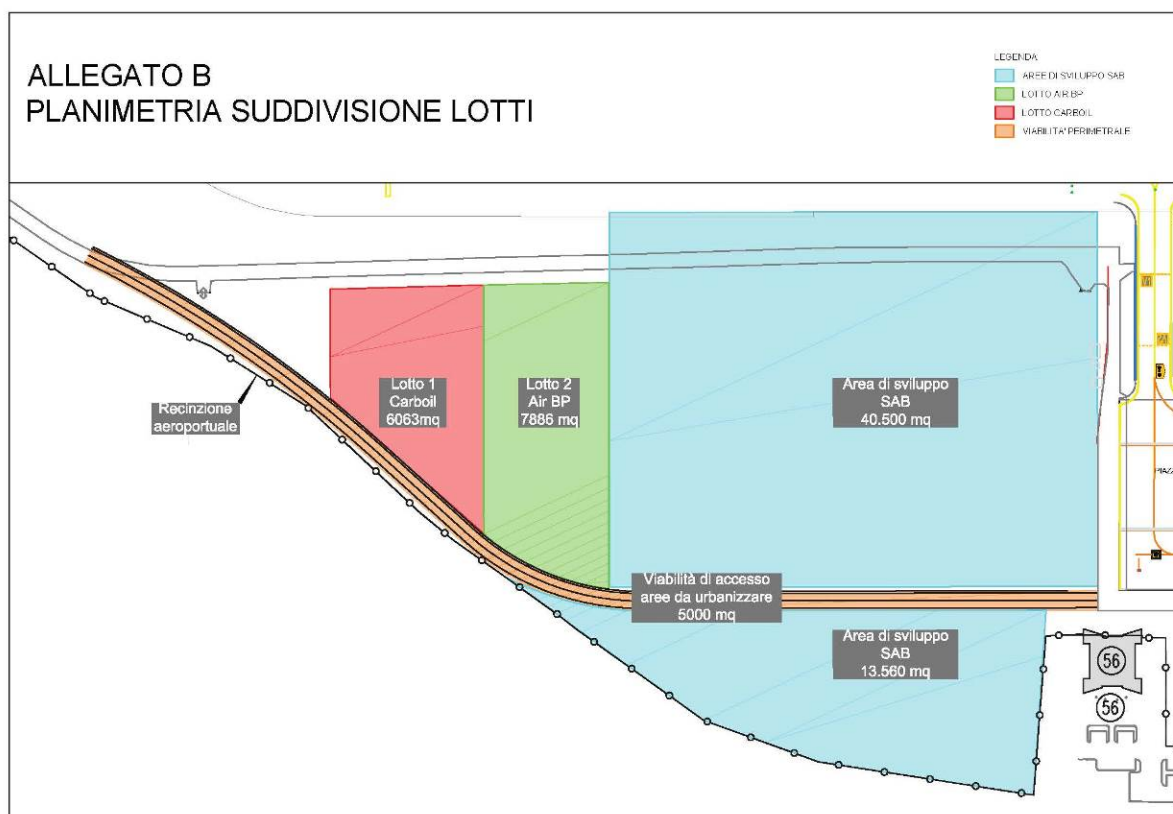 ALLEGATO B
PLANIMETRIA SUDDIVISIONE LOTTI
LEGENDA
AREE DI SVILUPPO SAB
LOTTO AIR BP
LOTTO CARBOIL
VIABILITA' PERIMETRALE
Lotto 1
Carboil
6063mq
Lotto 2
Air BP
7886 mq
Area di sviluppo
SAB
40.500 mq
Recinzione
aeroportuale
Viabilità di accesso
aree da urbanizzare
5000 mq
Area di sviluppo
SAB
13.560 mq
PIAZZ
56
56